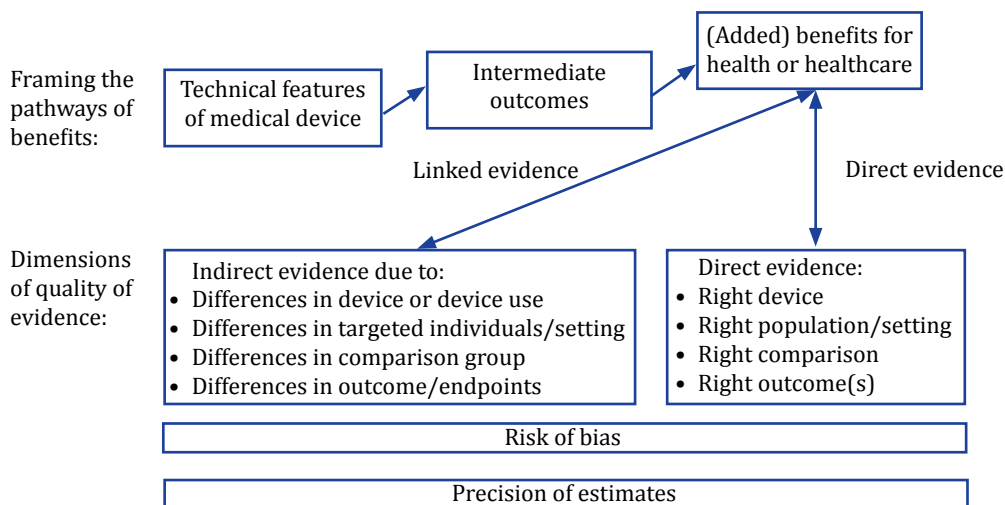 Framing the
pathways of
benefits:
Technical features
of medical device
Intermediate
outcomes
(Added) benefits for
health or healthcare
Linked evidence
Direct evidence
Dimensions
of quality of
evidence:
Indirect evidence due to:
• Differences in device or device use
• Differences in targeted individuals/setting
• Differences in comparison group
• Differences in outcome/endpoints
Direct evidence:
• Right device
• Right population/setting
• Right comparison
• Right outcome(s)
Risk of bias
Precision of estimates